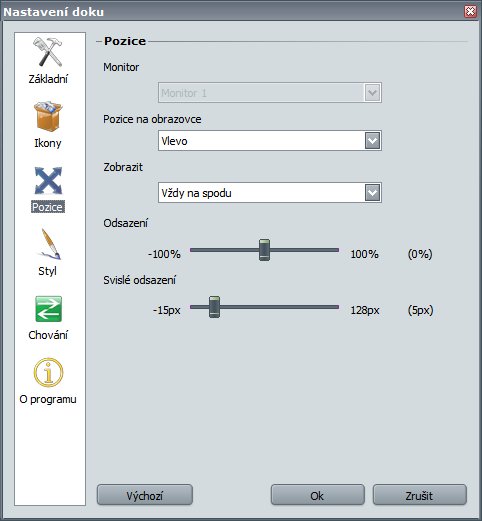 Nastavení doku
Základní
Ikony
Pozice
Styl
Chování
O programu
Pozice
Monitor
Monitor 1
Pozice na obrazovce
Vlevo
Zobrazit
Vždy na spodu
Odsazení
-100% 100% (0%)
Svislé odsazení
-15px 128px (5px)
Výchozí Ok Zrušit